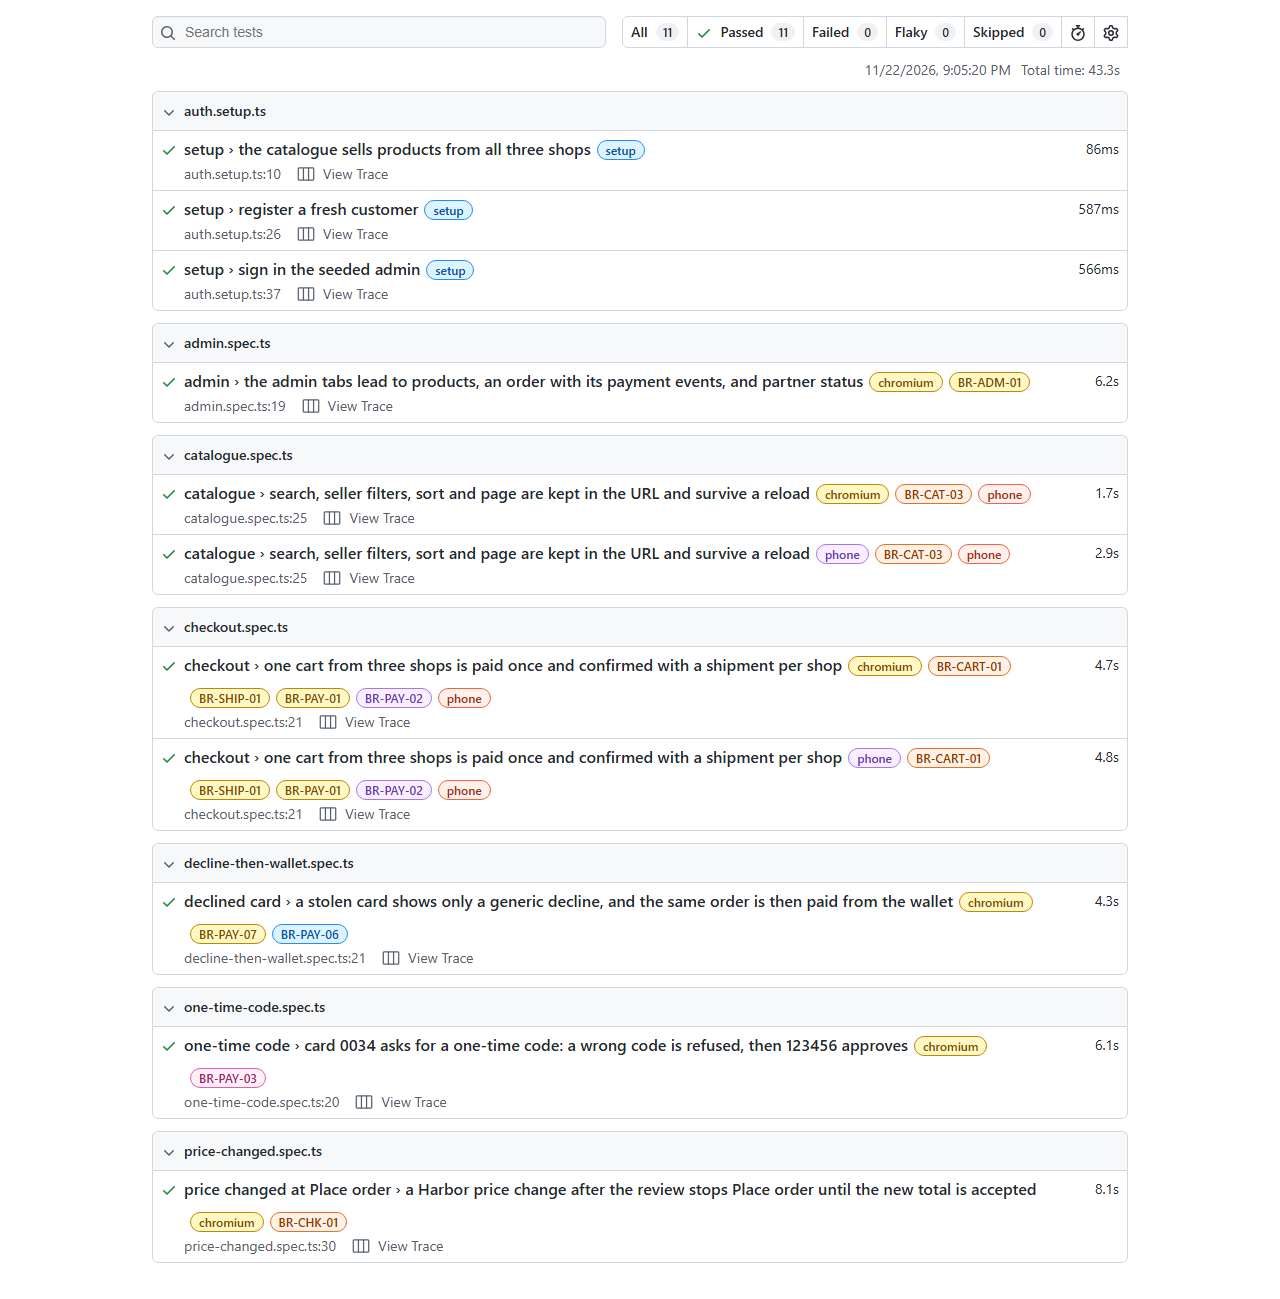 Search tests
All 11 Passed 11 Failed 0 Flaky 0 Skipped 0
11/22/2026, 9:05:20 PM Total time: 43.3s
auth.setup.ts
setup › the catalogue sells products from all three shops setup 86ms
auth.setup.ts:10 View Trace
setup › register a fresh customer setup 587ms
auth.setup.ts:26 View Trace
setup › sign in the seeded admin setup 566ms
auth.setup.ts:37 View Trace
admin.spec.ts
admin › the admin tabs lead to products, an order with its payment events, and partner status chromium BR-ADM-01 6.2s
admin.spec.ts:19 View Trace
catalogue.spec.ts
catalogue › search, seller filters, sort and page are kept in the URL and survive a reload chromium BR-CAT-03 phone 1.7s
catalogue.spec.ts:25 View Trace
catalogue › search, seller filters, sort and page are kept in the URL and survive a reload phone BR-CAT-03 phone 2.9s
catalogue.spec.ts:25 View Trace
checkout.spec.ts
checkout › one cart from three shops is paid once and confirmed with a shipment per shop chromium BR-CART-01 4.7s
BR-SHIP-01 BR-PAY-01 BR-PAY-02 phone
checkout.spec.ts:21 View Trace
checkout › one cart from three shops is paid once and confirmed with a shipment per shop phone BR-CART-01 4.8s
BR-SHIP-01 BR-PAY-01 BR-PAY-02 phone
checkout.spec.ts:21 View Trace
decline-then-wallet.spec.ts
declined card › a stolen card shows only a generic decline, and the same order is then paid from the wallet chromium 4.3s
BR-PAY-07 BR-PAY-06
decline-then-wallet.spec.ts:21 View Trace
one-time-code.spec.ts
one-time code › card 0034 asks for a one-time code: a wrong code is refused, then 123456 approves chromium 6.1s
BR-PAY-03
one-time-code.spec.ts:20 View Trace
price-changed.spec.ts
price changed at Place order › a Harbor price change after the review stops Place order until the new total is accepted 8.1s
chromium BR-CHK-01
price-changed.spec.ts:30 View Trace